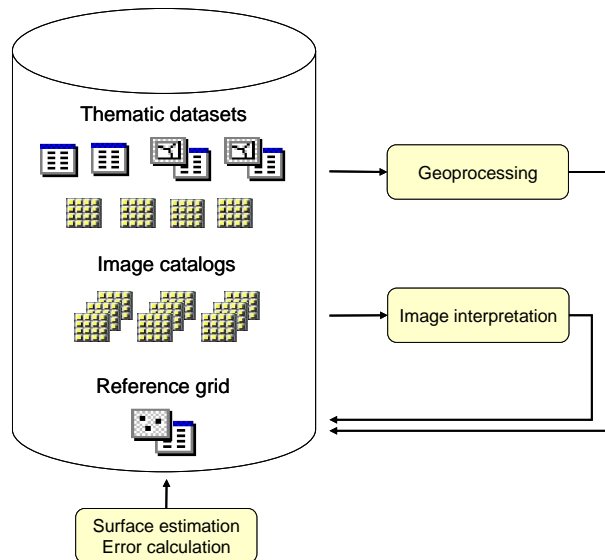 Thematic datasets
Geoprocessing
Image catalogs
Image interpretation
Reference grid
Surface estimation
Error calculation